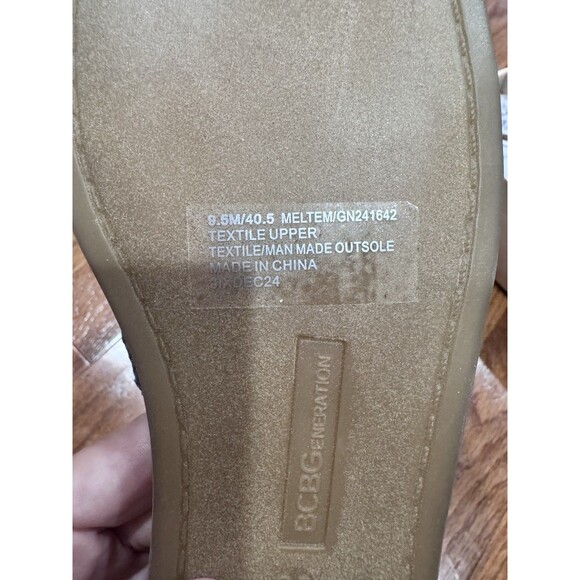 9.5M/40.5 MELTEM/GN241642
TEXTILE UPPER
TEXTILE/MAN MADE OUTSOLE
MADE IN CHINA
BCBGENERATION